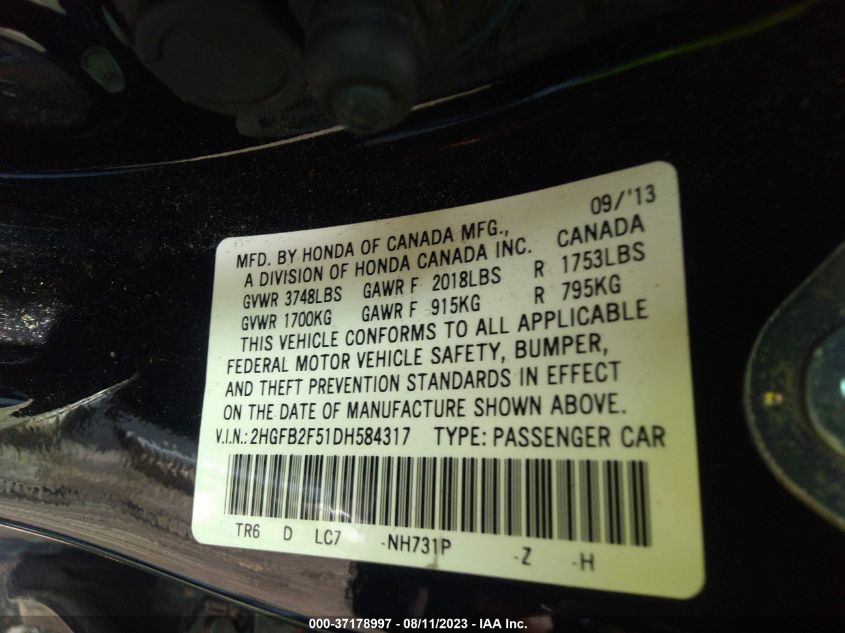 09/'13
MFD. BY HONDA OF CANADA MFG., CANADA
A DIVISION OF HONDA CANADA INC.
GVWR 3748LBS GAWR F 2018LBS R 1753LBS
GVWR 1700KG GAWR F 915KG R 795KG
THIS VEHICLE CONFORMS TO ALL APPLICABLE
FEDERAL MOTOR VEHICLE SAFETY, BUMPER,
AND THEFT PREVENTION STANDARDS IN EFFECT
ON THE DATE OF MANUFACTURE SHOWN ABOVE.
V.I.N.: 2HGFB2F51DH584317 TYPE: PASSENGER CAR
TR6 D LC7 -NH731P -Z -H
000-37178997 - 08/11/2023 - IAA Inc.